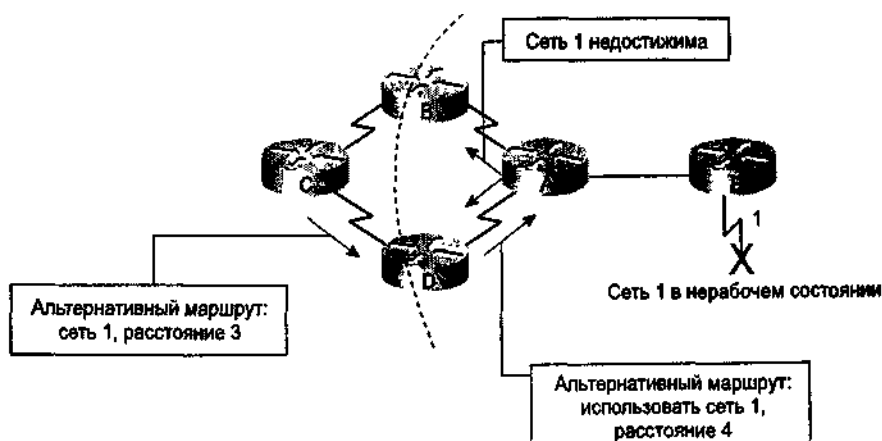 Сеть 1 недостижима
B
C
A
D
1
Сеть 1 в нерабочем состоянии
Альтернативный маршрут:
сеть 1, расстояние 3
Альтернативный маршрут:
использовать сеть 1,
расстояние 4